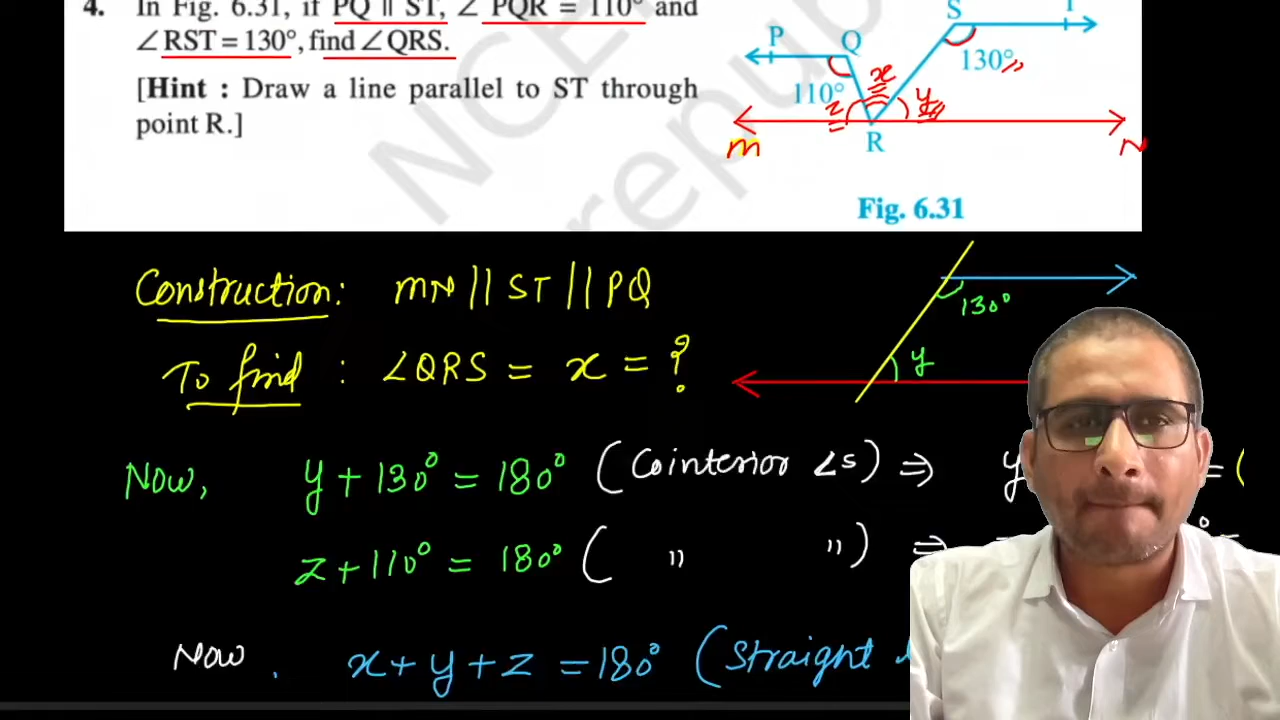 4. In Fig. 6.31, if PQ || ST, ∠ PQR = 110° and
∠ RST = 130°, find ∠ QRS.
[Hint : Draw a line parallel to ST through
point R.]
P Q S T
110° 130°
x y z
R
M N
Fig. 6.31
NCE
republ
Construction: MN || ST || PQ
To find : ∠QRS = x = ?
130°
y
Now, y + 130° = 180° (Cointerior ∠s) ⇒ y =
z + 110° = 180° ( " " ) ⇒
Now . x + y + z = 180° (straight